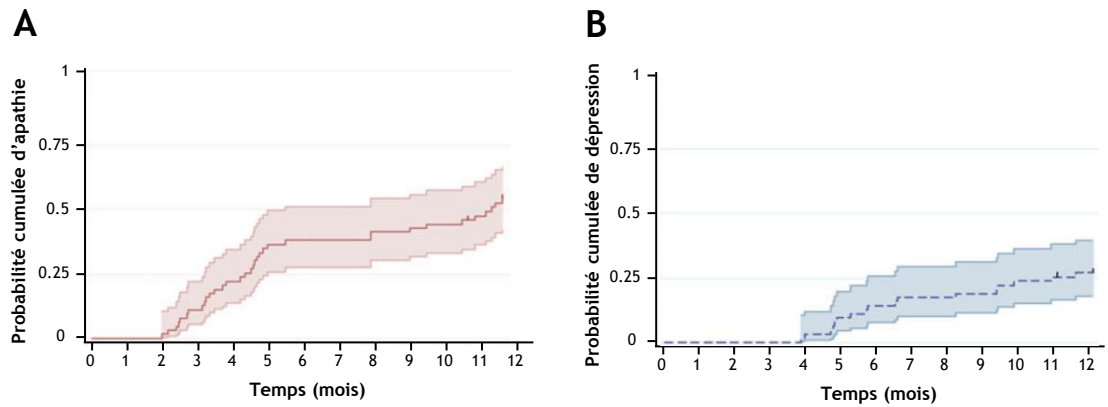 A
Probabilité cumulée d'apathie
1
0.75
0.5
0.25
0
0 1 2 3 4 5 6 7 8 9 10 11 12
Temps (mois)
B
Probabilité cumulée de dépression
1
0.75
0.5
0.25
0
0 1 2 3 4 5 6 7 8 9 10 11 12
Temps (mois)